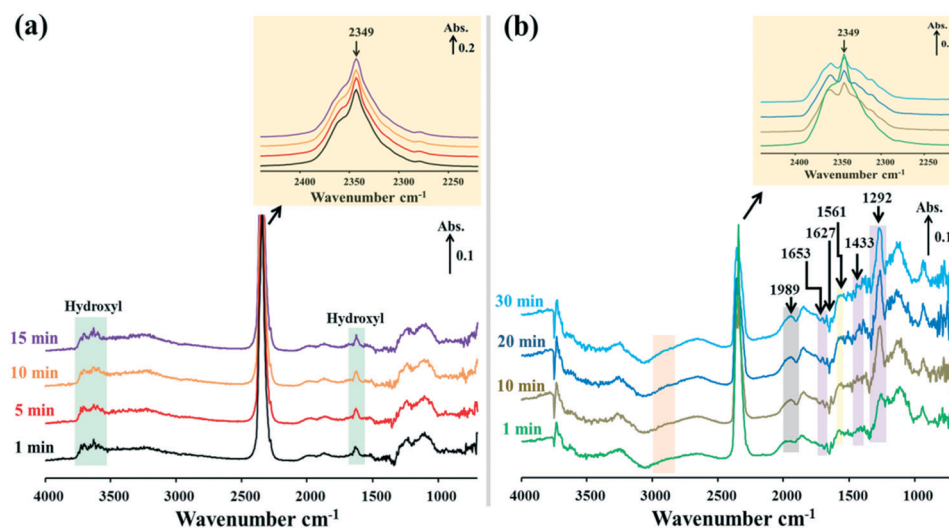 (a)
2349
Abs.
0.2
2400 2350 2300 2250
Wavenumber cm-1
Abs.
0.1
Hydroxyl
Hydroxyl
15 min
10 min
5 min
1 min
4000 3500 3000 2500 2000 1500 1000
Wavenumber cm-1
(b)
2349
Abs.
2400 2350 2300 2250
Wavenumber cm-1
1292
1561
1627
1653
1433
1989
Abs.
0.1
30 min
20 min
10 min
1 min
4000 3500 3000 2500 2000 1500 1000
Wavenumber cm-1